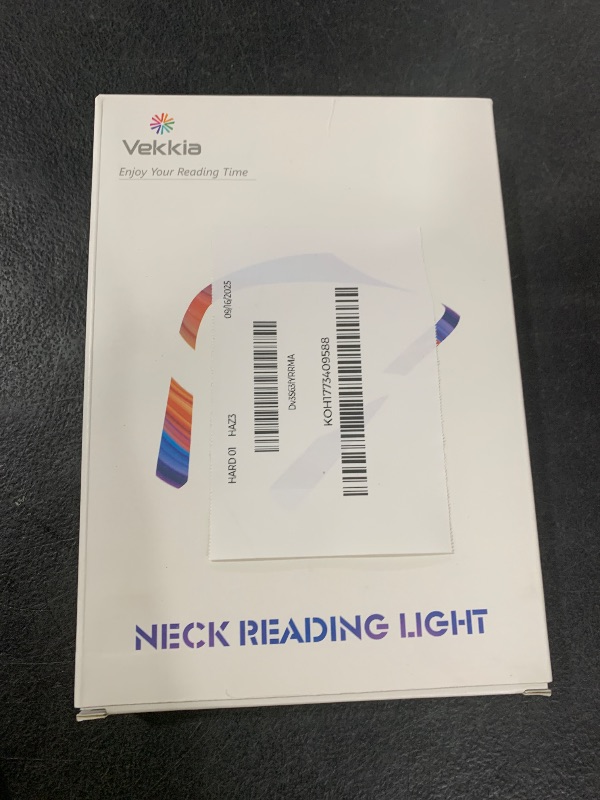 Vekkia
Enjoy Your Reading Time
09/16/2025
HARD 01 HAZ3
KOH1773409588
NECK READING LIGHT